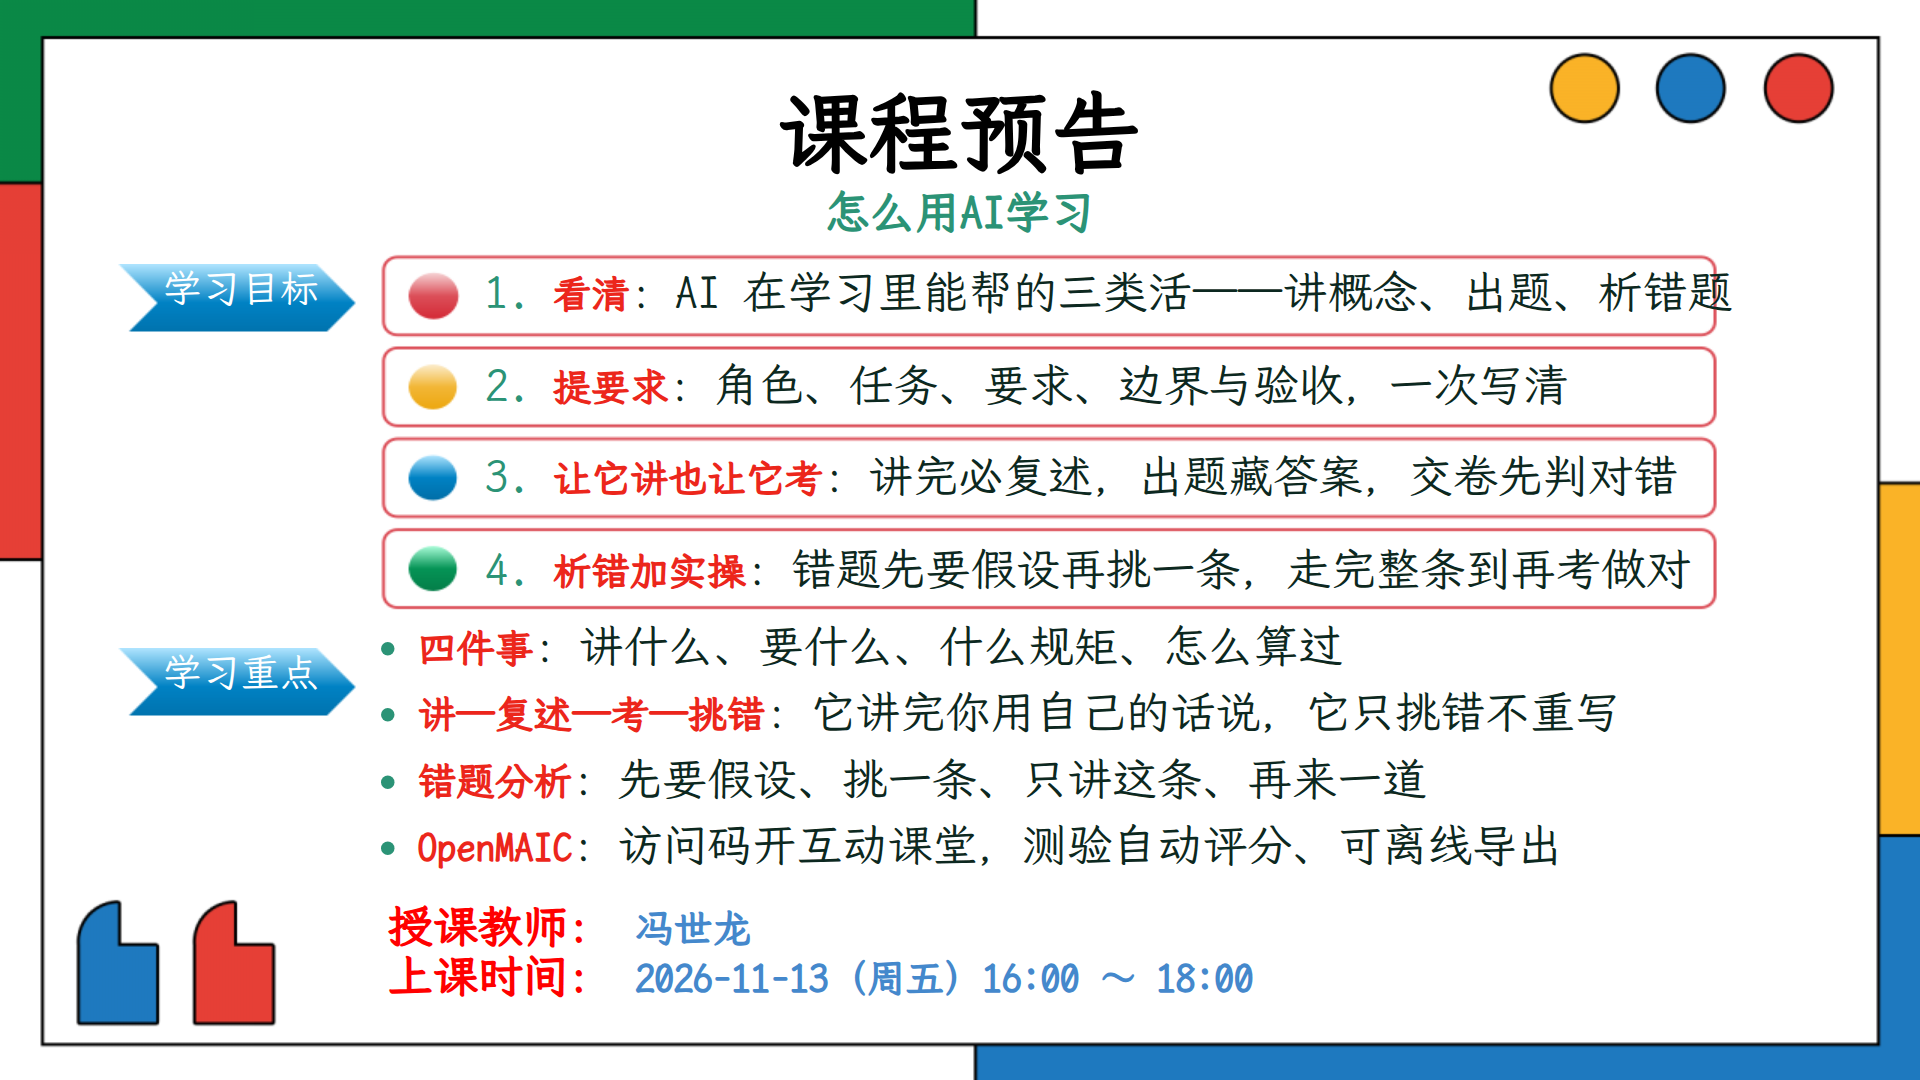 课程预告
怎么用AI学习
学习目标
1. 看清：AI 在学习里能帮的三类活——讲概念、出题、析错题
2. 提要求：角色、任务、要求、边界与验收，一次写清
3. 让它讲也让它考：讲完必复述，出题藏答案，交卷先判对错
4. 析错加实操：错题先要假设再挑一条，走完整条到再考做对
学习重点
• 四件事：讲什么、要什么、什么规矩、怎么算过
• 讲—复述—考—挑错：它讲完你用自己的话说，它只挑错不重写
• 错题分析：先要假设、挑一条、只讲这条、再来一道
• OpenMAIC：访问码开互动课堂，测验自动评分、可离线导出
授课教师： 冯世龙
上课时间： 2026-11-13（周五）16:00 ～ 18:00